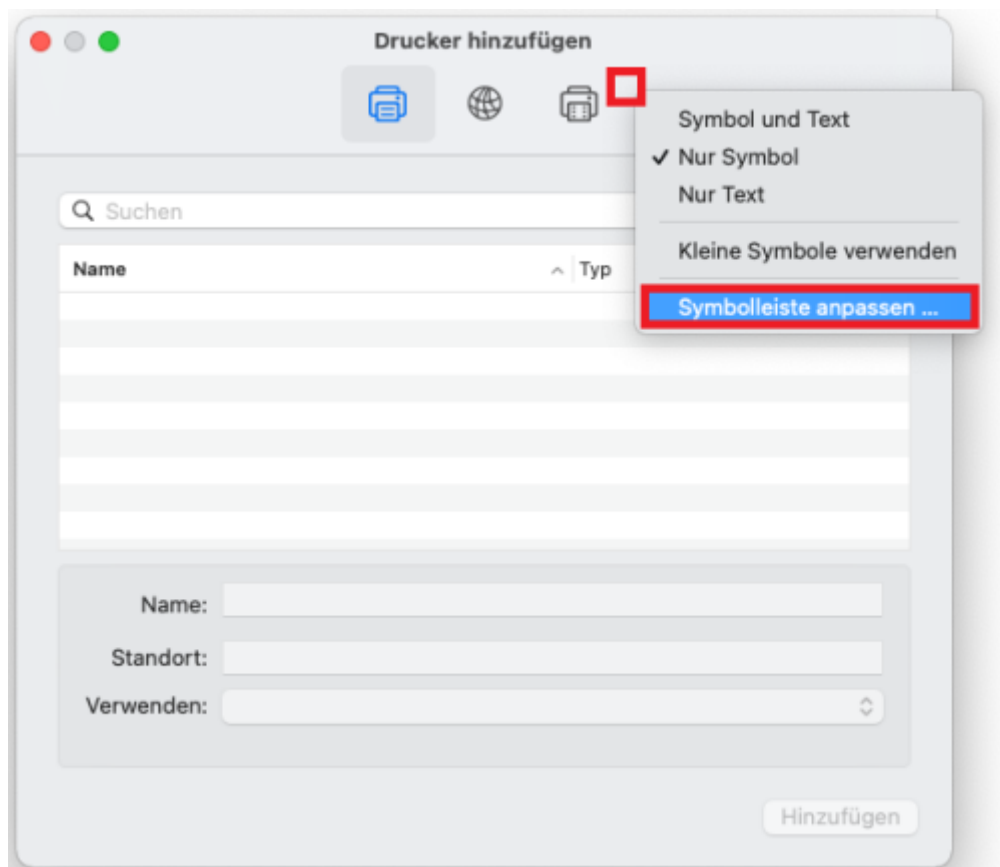 Drucker hinzufügen
Symbol und Text
✓ Nur Symbol
Nur Text
Kleine Symbole verwenden
Symbolleiste anpassen ...
Suchen
Name
Typ
Name:
Standort:
Verwenden:
Hinzufügen